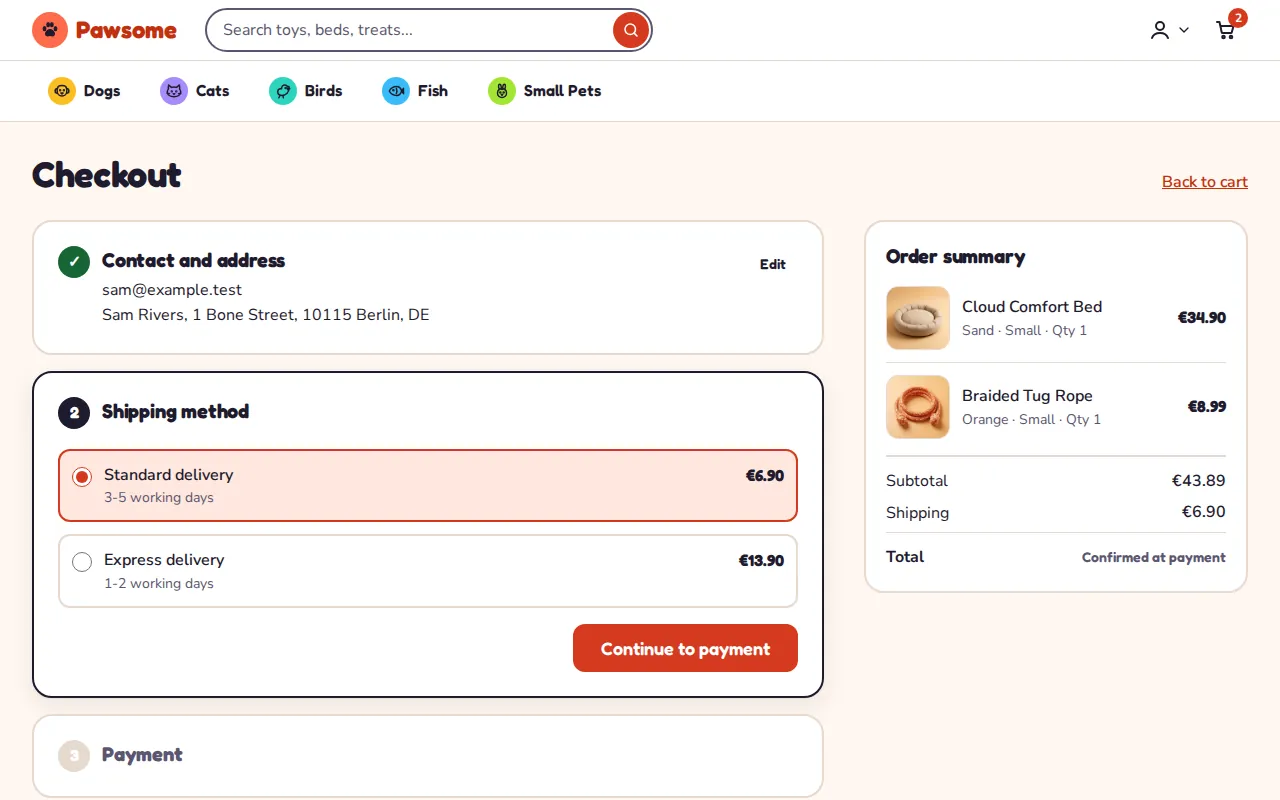 Pawsome
Search toys, beds, treats...
2
Dogs
Cats
Birds
Fish
Small Pets
Checkout
Back to cart
Contact and address
Edit
sam@example.test
Sam Rivers, 1 Bone Street, 10115 Berlin, DE
2 Shipping method
Standard delivery €6.90
3-5 working days
Express delivery €13.90
1-2 working days
Continue to payment
3 Payment
Order summary
Cloud Comfort Bed
Sand · Small · Qty 1
€34.90
Braided Tug Rope
Orange · Small · Qty 1
€8.99
Subtotal €43.89
Shipping €6.90
Total Confirmed at payment